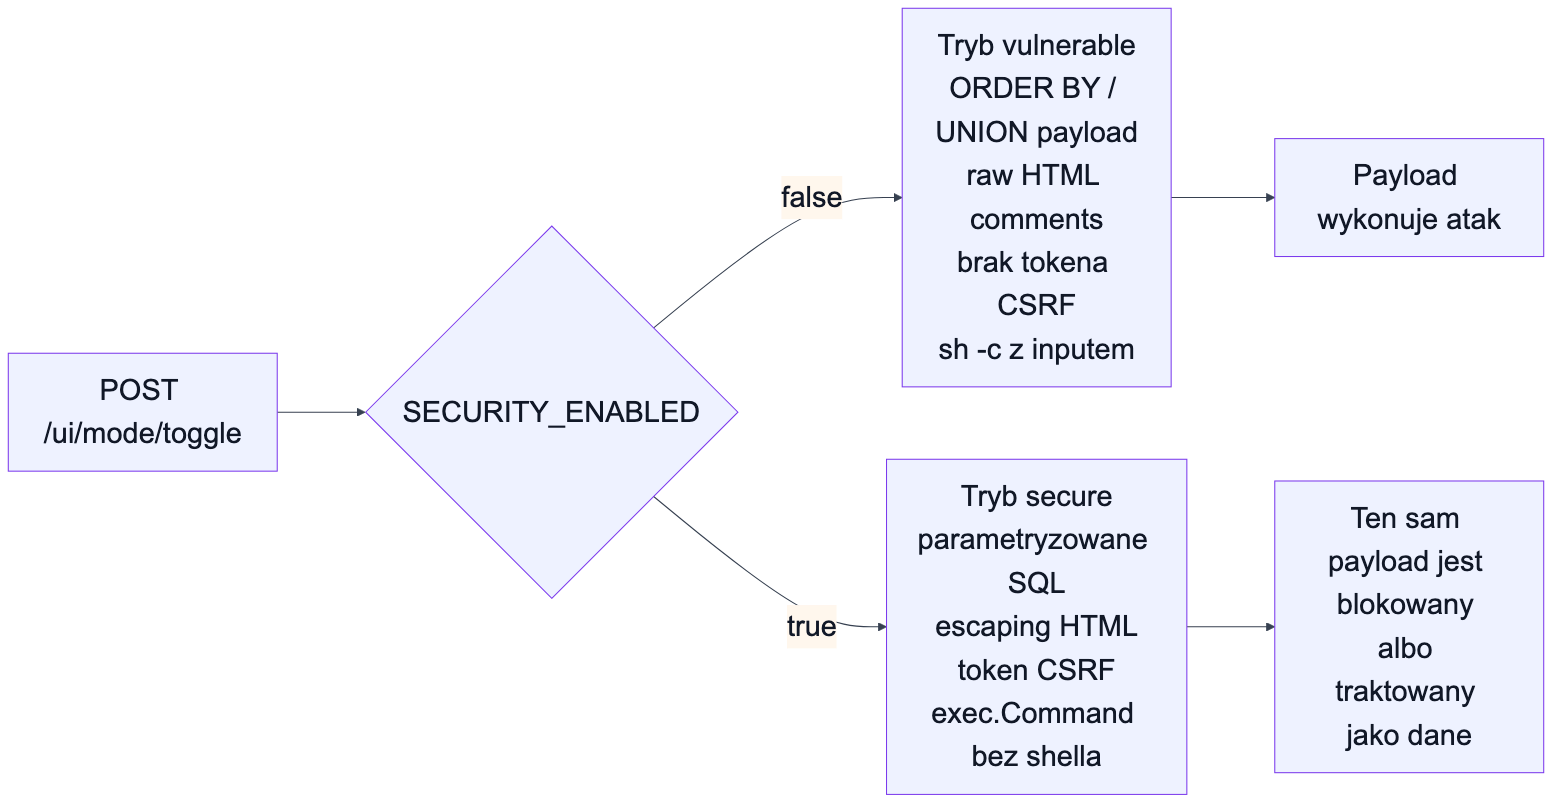 POST
/ui/mode/toggle
SECURITY_ENABLED
false
Tryb vulnerable
ORDER BY /
UNION payload
raw HTML
comments
brak tokena
CSRF
sh -c z inputem
Payload
wykonuje atak
true
Tryb secure
parametryzowane
SQL
escaping HTML
token CSRF
exec.Command
bez shella
Ten sam
payload jest
blokowany
albo
traktowany
jako dane